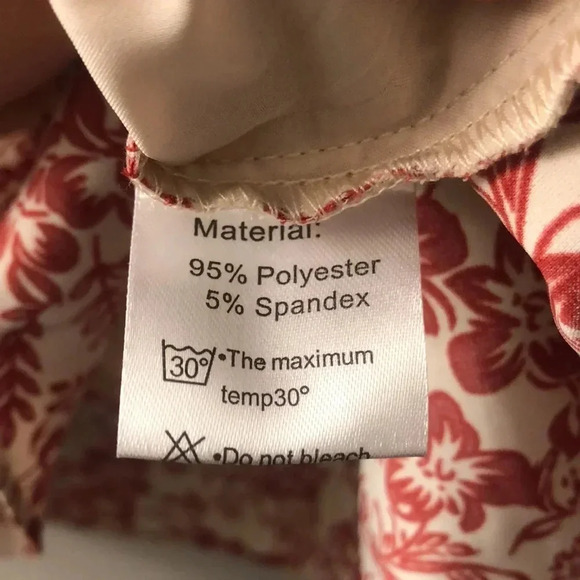 Material:
95% Polyester
5% Spandex
30° •The maximum
temp30°
•Do not bleach